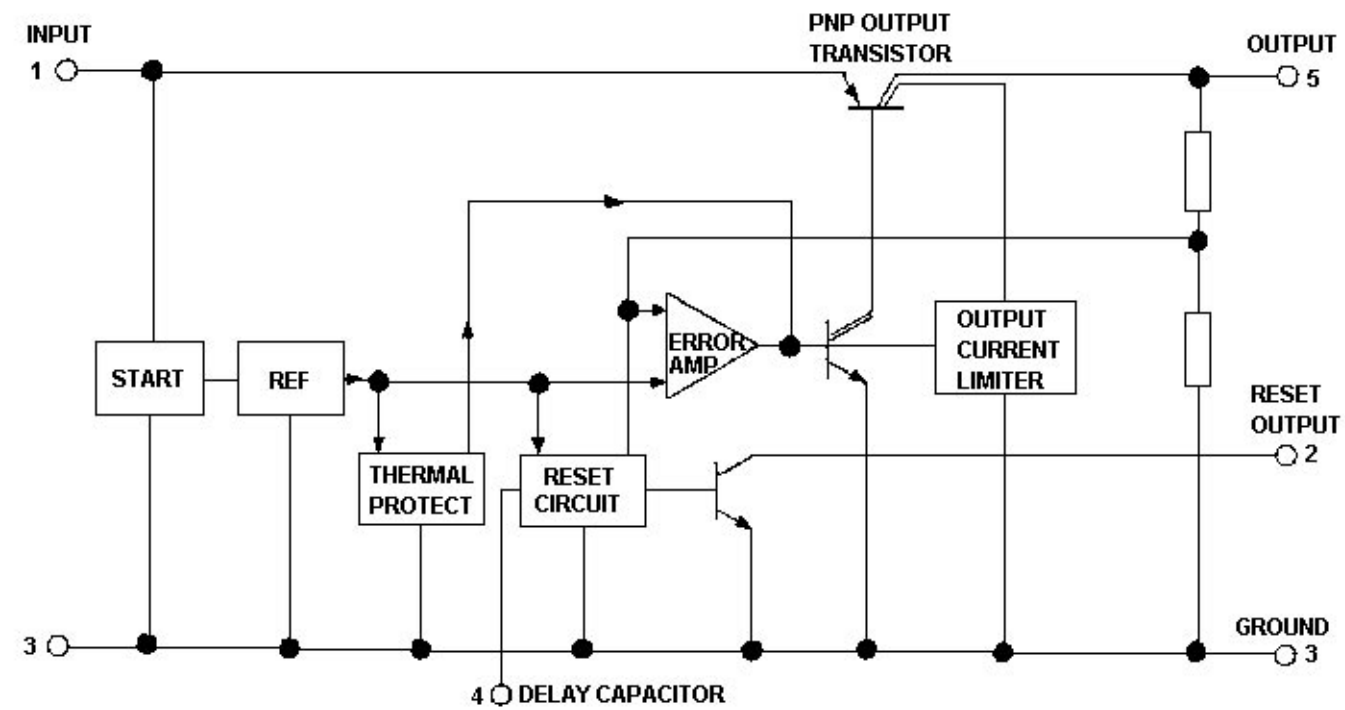 PNP OUTPUT
TRANSISTOR
INPUT
1
OUTPUT
5
START
REF
ERROR
AMP
OUTPUT
CURRENT
LIMITER
THERMAL
PROTECT
RESET
CIRCUIT
RESET
OUTPUT
2
3
GROUND
3
4 DELAY CAPACITOR